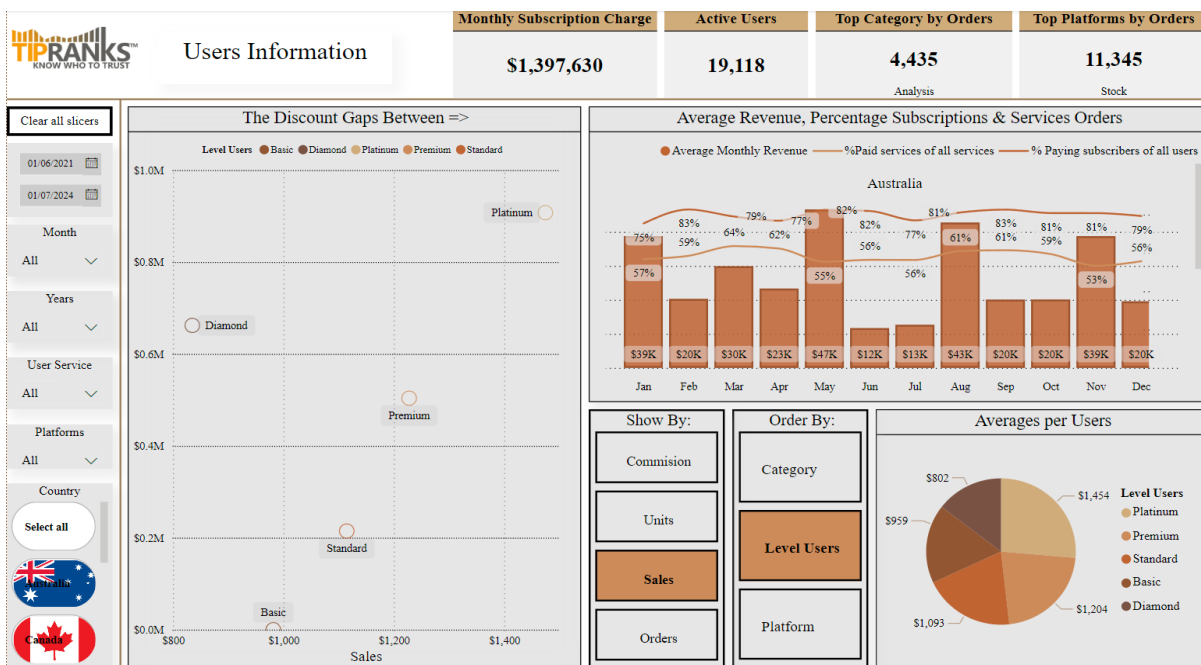 TIPRANKS™
KNOW WHO TO TRUST
Users Information
Monthly Subscription Charge
$1,397,630
Active Users
19,118
Top Category by Orders
4,435
Analysis
Top Platforms by Orders
11,345
Stock
Clear all slicers
01/06/2021
01/07/2024
Month
All
Years
All
User Service
All
Platforms
All
Country
Select all
Australia
Canada
The Discount Gaps Between =>
Level Users Basic Diamond Platinum Premium Standard
$1.0M
$0.8M
$0.6M
$0.4M
$0.2M
$0.0M
Platinum
Diamond
Premium
Standard
Basic
$800 $1,000 $1,200 $1,400
Sales
Average Revenue, Percentage Subscriptions & Services Orders
Average Monthly Revenue %Paid services of all services % Paying subscribers of all users
Australia
75% 83% 79% 77% 82% 82% 81% 83% 81% 81% 79%
57% 59% 64% 62% 55% 56% 77% 56% 61% 61% 59% 53% 56%
$39K $20K $30K $23K $47K $12K $13K $43K $20K $20K $39K $20K
Jan Feb Mar Apr May Jun Jul Aug Sep Oct Nov Dec
Show By:
Commision
Units
Sales
Orders
Order By:
Category
Level Users
Platform
Averages per Users
$802
$959
$1,093
$1,454
$1,204
Level Users
Platinum
Premium
Standard
Basic
Diamond